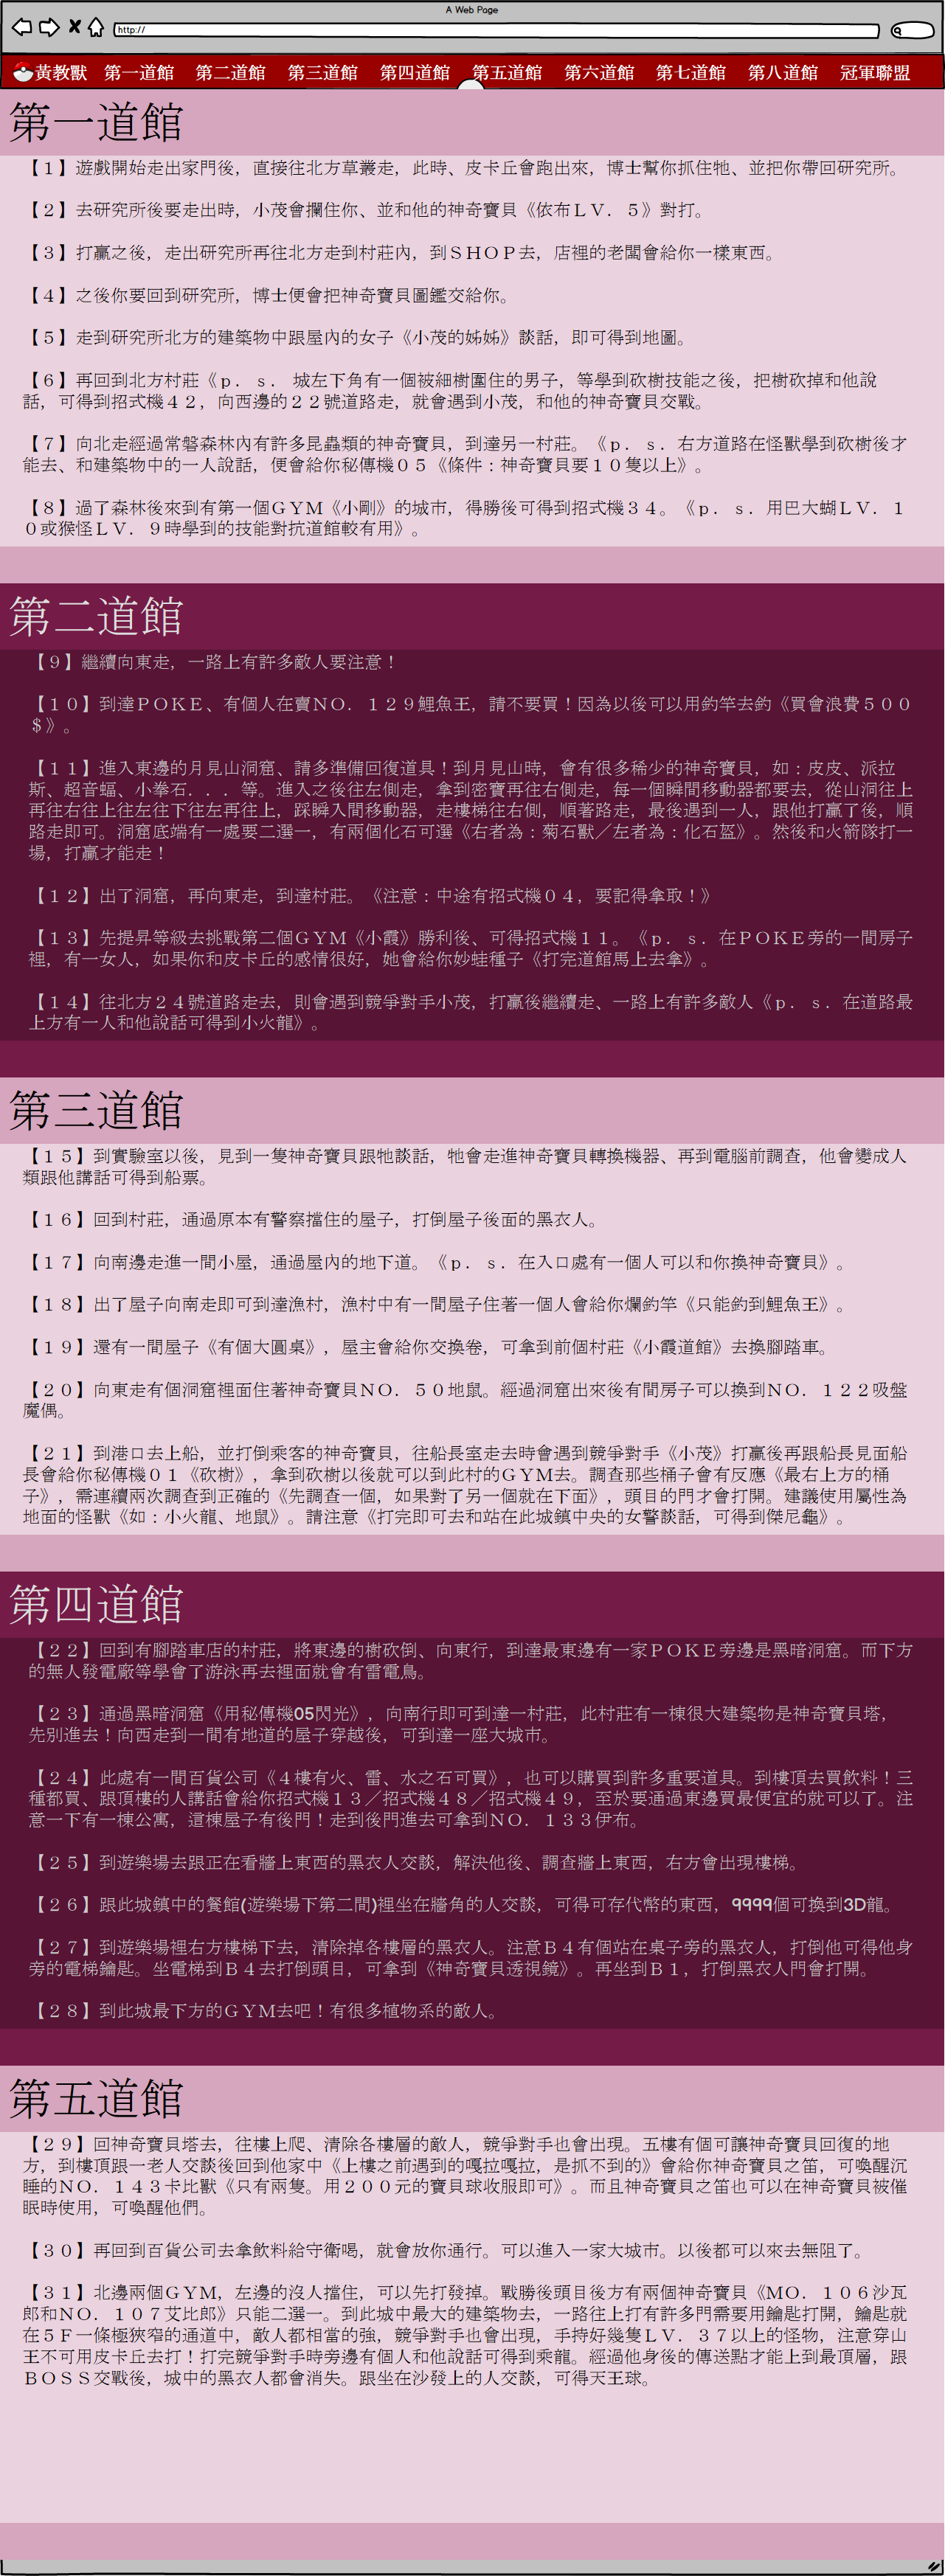 A Web Page
http://
黃教獸 第一道館 第二道館 第三道館 第四道館 第五道館 第六道館 第七道館 第八道館 冠軍聯盟
第一道館
【１】遊戲開始走出家門後，直接往北方草叢走，此時、皮卡丘會跑出來，博士幫你抓住牠、並把你帶回研究所。
【２】去研究所後要走出時，小茂會攔住你、並和他的神奇寶貝《依布ＬＶ．５》對打。
【３】打贏之後，走出研究所再往北方走到村莊內，到ＳＨＯＰ去，店裡的老闆會給你一樣東西。
【４】之後你要回到研究所，博士便會把神奇寶貝圖鑑交給你。
【５】走到研究所北方的建築物中跟屋內的女子《小茂的姊姊》談話，即可得到地圖。
【６】再回到北方村莊《ｐ．ｓ． 城左下角有一個被細樹圍住的男子，等學到砍樹技能之後，把樹砍掉和他說
話，可得到招式機４２，向西邊的２２號道路走，就會遇到小茂，和他的神奇寶貝交戰。
【７】向北走經過常磐森林內有許多昆蟲類的神奇寶貝，到達另一村莊。《ｐ．ｓ．右方道路在怪獸學到砍樹後才
能去、和建築物中的一人說話，便會給你秘傳機０５《條件：神奇寶貝要１０隻以上》。
【８】過了森林後來到有第一個ＧＹＭ《小剛》的城市，得勝後可得到招式機３４。《ｐ．ｓ．用巴大蝴ＬＶ．１
０或猴怪ＬＶ．９時學到的技能對抗道館較有用》。
第二道館
【９】繼續向東走，一路上有許多敵人要注意！
【１０】到達ＰＯＫＥ、有個人在賣ＮＯ．１２９鯉魚王，請不要買！因為以後可以用釣竿去釣《買會浪費５００
＄》。
【１１】進入東邊的月見山洞窟、請多準備回復道具！到月見山時，會有很多稀少的神奇寶貝，如：皮皮、派拉
斯、超音蝠、小拳石．．．等。進入之後往左側走，拿到密寶再往右側走，每一個瞬間移動器都要去，從山洞往上
再往右往上往左往下往左再往上，踩瞬入間移動器，走樓梯往右側，順著路走，最後遇到一人，跟他打贏了後，順
路走即可。洞窟底端有一處要二選一，有兩個化石可選《右者為：菊石獸／左者為：化石盔》。然後和火箭隊打一
場，打贏才能走！
【１２】出了洞窟，再向東走，到達村莊。《注意：中途有招式機０４，要記得拿取！》
【１３】先提昇等級去挑戰第二個ＧＹＭ《小霞》勝利後、可得招式機１１。《ｐ．ｓ．在ＰＯＫＥ旁的一間房子
裡，有一女人，如果你和皮卡丘的感情很好，她會給你妙蛙種子《打完道館馬上去拿》。
【１４】往北方２４號道路走去，則會遇到競爭對手小茂，打贏後繼續走、一路上有許多敵人《ｐ．ｓ．在道路最
上方有一人和他說話可得到小火龍》。
第三道館
【１５】到實驗室以後，見到一隻神奇寶貝跟牠談話，牠會走進神奇寶貝轉換機器、再到電腦前調查，他會變成人
類跟他講話可得到船票。
【１６】回到村莊，通過原本有警察擋住的屋子，打倒屋子後面的黑衣人。
【１７】向南邊走進一間小屋，通過屋內的地下道。《ｐ．ｓ．在入口處有一個人可以和你換神奇寶貝》。
【１８】出了屋子向南走即可到達漁村，漁村中有一間屋子住著一個人會給你爛釣竿《只能釣到鯉魚王》。
【１９】還有一間屋子《有個大圓桌》，屋主會給你交換卷，可拿到前個村莊《小霞道館》去換腳踏車。
【２０】向東走有個洞窟裡面住著神奇寶貝ＮＯ．５０地鼠。經過洞窟出來後有間房子可以換到ＮＯ．１２２吸盤
魔偶。
【２１】到港口去上船，並打倒乘客的神奇寶貝，往船長室走去時會遇到競爭對手《小茂》打贏後再跟船長見面船
長會給你秘傳機０１《砍樹》，拿到砍樹以後就可以到此村的ＧＹＭ去。調查那些桶子會有反應《最右上方的桶
子》，需連續兩次調查到正確的《先調查一個，如果對了另一個就在下面》，頭目的門才會打開。建議使用屬性為
地面的怪獸《如：小火龍、地鼠》。請注意《打完即可去和站在此城鎮中央的女警談話，可得到傑尼龜》。
第四道館
【２２】回到有腳踏車店的村莊，將東邊的樹砍倒、向東行，到達最東邊有一家ＰＯＫＥ旁邊是黑暗洞窟。而下方
的無人發電廠等學會了游泳再去裡面就會有雷電鳥。
【２３】通過黑暗洞窟《用秘傳機05閃光》，向南行即可到達一村莊，此村莊有一棟很大建築物是神奇寶貝塔，
先別進去！向西走到一間有地道的屋子穿越後，可到達一座大城市。
【２４】此處有一間百貨公司《４樓有火、雷、水之石可買》，也可以購買到許多重要道具。到樓頂去買飲料！三
種都買、跟頂樓的人講話會給你招式機１３／招式機４８／招式機４９，至於要通過東邊買最便宜的就可以了。注
意一下有一棟公寓，這棟屋子有後門！走到後門進去可拿到ＮＯ．１３３伊布。
【２５】到遊樂場去跟正在看牆上東西的黑衣人交談，解決他後、調查牆上東西，右方會出現樓梯。
【２６】跟此城鎮中的餐館(遊樂場下第二間)裡坐在牆角的人交談，可得可存代幣的東西，9999個可換到3D龍。
【２７】到遊樂場裡右方樓梯下去，清除掉各樓層的黑衣人。注意Ｂ４有個站在桌子旁的黑衣人，打倒他可得他身
旁的電梯鑰匙。坐電梯到Ｂ４去打倒頭目，可拿到《神奇寶貝透視鏡》。再坐到Ｂ１，打倒黑衣人門會打開。
【２８】到此城最下方的ＧＹＭ去吧！有很多植物系的敵人。
第五道館
【２９】回神奇寶貝塔去，往樓上爬、清除各樓層的敵人，競爭對手也會出現。五樓有個可讓神奇寶貝回復的地
方，到樓頂跟一老人交談後回到他家中《上樓之前遇到的嘎拉嘎拉，是抓不到的》會給你神奇寶貝之笛，可喚醒沉
睡的ＮＯ．１４３卡比獸《只有兩隻。用２００元的寶貝球收服即可》。而且神奇寶貝之笛也可以在神奇寶貝被催
眠時使用，可喚醒他們。
【３０】再回到百貨公司去拿飲料給守衛喝，就會放你通行。可以進入一家大城市。以後都可以來去無阻了。
【３１】北邊兩個ＧＹＭ，左邊的沒人擋住，可以先打發掉。戰勝後頭目後方有兩個神奇寶貝《ＭＯ．１０６沙瓦
郎和ＮＯ．１０７艾比郎》只能二選一。到此城中最大的建築物去，一路往上打有許多門需要用鑰匙打開，鑰匙就
在５Ｆ一條極狹窄的通道中，敵人都相當的強，競爭對手也會出現，手持好幾隻ＬＶ．３７以上的怪物，注意穿山
王不可用皮卡丘去打！打完競爭對手時旁邊有個人和他說話可得到乘龍。經過他身後的傳送點才能上到最頂層，跟
ＢＯＳＳ交戰後，城中的黑衣人都會消失。跟坐在沙發上的人交談，可得天王球。